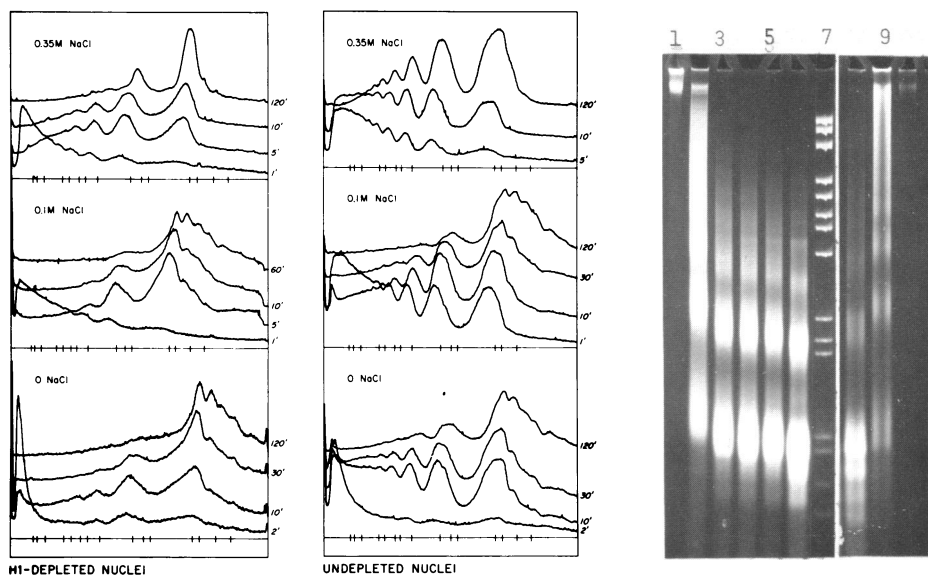 0.35M NaCl
120'
10'
5'
1'
0.1M NaCl
60'
10'
5'
1'
0 NaCl
120'
30'
10'
2'
H1-DEPLETED NUCLEI
0.35M NaCl
120'
10'
5'
0.1M NaCl
120'
30'
10'
1'
0 NaCl
120'
30'
10'
2'
UNDEPLETED NUCLEI
1 3 5 7 9